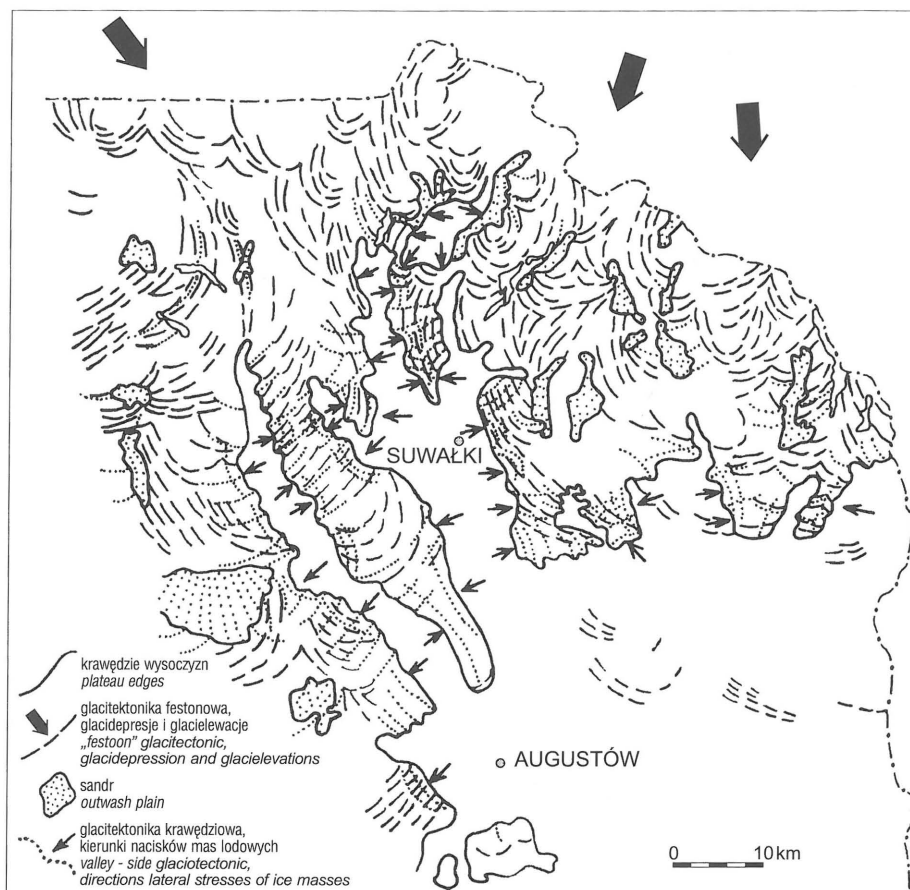 SUWAŁKI
krawędzie wysoczyzn
plateau edges
glacitektonika festonowa,
glacidepresje i glacielewacje
„festoon” glacitectonic,
glacidepression and glacielevations
AUGUSTÓW
sandr
outwash plain
glacitektonika krawędziowa,
kierunki nacisków mas lodowych
valley - side glaciotectonic,
directions lateral stresses of ice masses
0 10 km